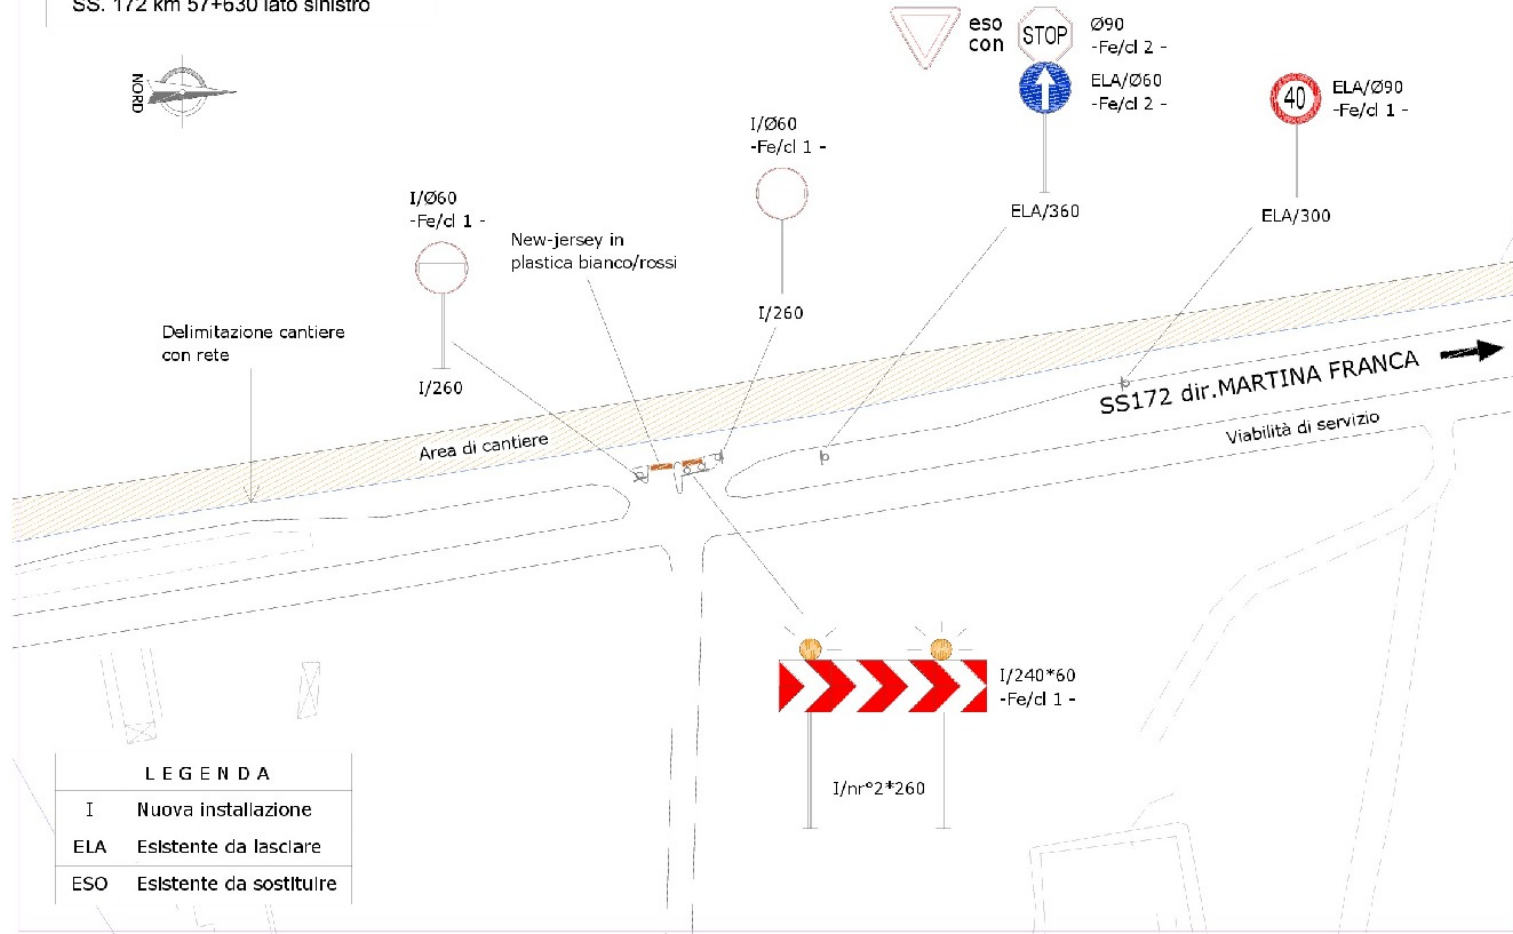 SS. 172 km 57+630 lato sinistro
NORD
eso
con
STOP
Ø90
-Fe/cl 2 -
ELA/Ø60
-Fe/cl 2 -
ELA/360
40
ELA/Ø90
-Fe/cl 1 -
ELA/300
I/Ø60
-Fe/cl 1 -
I/260
I/Ø60
-Fe/cl 1 -
I/260
New-jersey in
plastica bianco/rossi
Delimitazione cantiere
con rete
Area di cantiere
SS172 dir.MARTINA FRANCA
Viabilità di servizio
I/240*60
-Fe/cl 1 -
I/nr°2*260
LEGENDA
I Nuova installazione
ELA Esistente da lasciare
ESO Esistente da sostituire